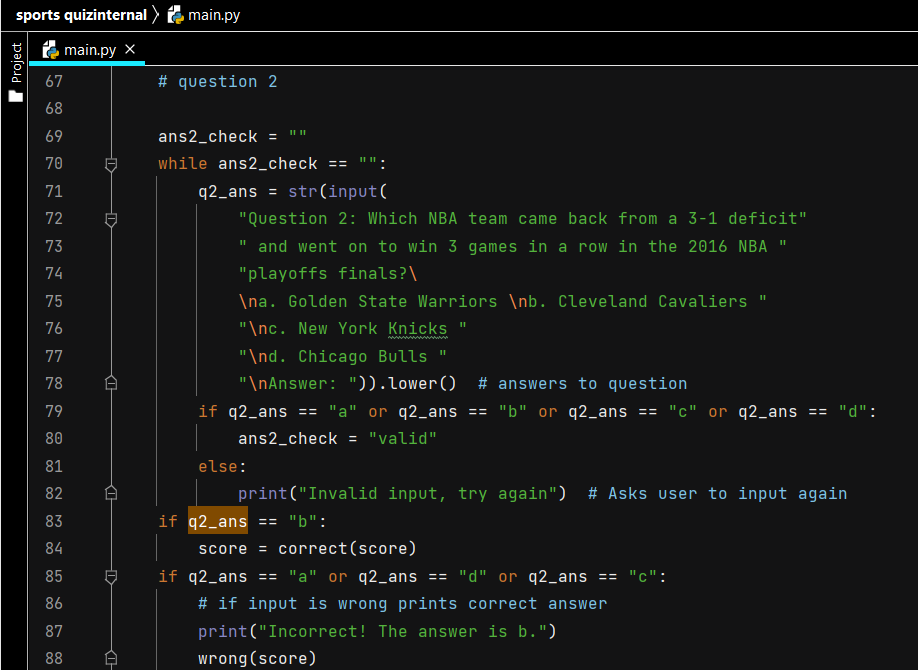 sports quizinternal main.py
Project
main.py
67 # question 2
68
69 ans2_check = ""
70 while ans2_check == "":
71 q2_ans = str(input(
72 "Question 2: Which NBA team came back from a 3-1 deficit"
73 " and went on to win 3 games in a row in the 2016 NBA "
74 "playoffs finals?\
75 \na. Golden State Warriors \nb. Cleveland Cavaliers "
76 "\nc. New York Knicks "
77 "\nd. Chicago Bulls "
78 "\nAnswer: ")).lower()  # answers to question
79 if q2_ans == "a" or q2_ans == "b" or q2_ans == "c" or q2_ans == "d":
80 ans2_check = "valid"
81 else:
82 print("Invalid input, try again")  # Asks user to input again
83 if q2_ans == "b":
84 score = correct(score)
85 if q2_ans == "a" or q2_ans == "d" or q2_ans == "c":
86 # if input is wrong prints correct answer
87 print("Incorrect! The answer is b.")
88 wrong(score)